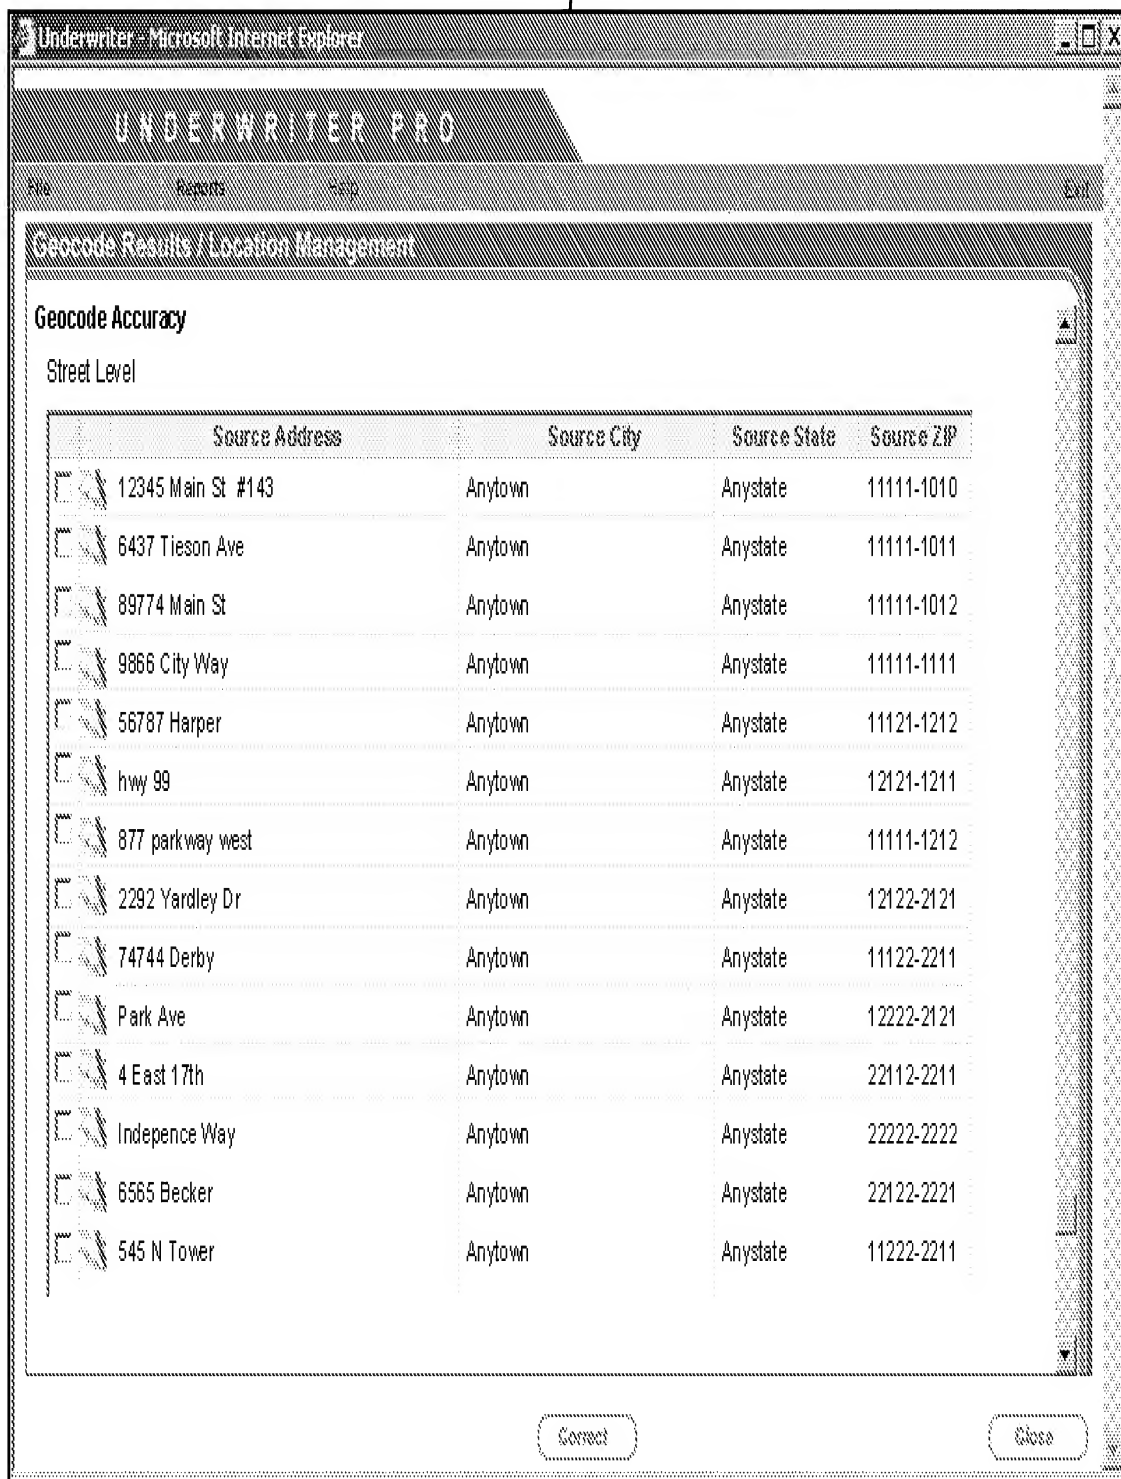 Underwriter - Microsoft Internet Explorer
UNDERWRITER PRO
File Reports Help Exit
Geocode Results / Location Management
Geocode Accuracy
Street Level
Source Address Source City Source State Source ZIP
12345 Main St #143 Anytown Anystate 11111-1010
6437 Tieson Ave Anytown Anystate 11111-1011
89774 Main St Anytown Anystate 11111-1012
9866 City Way Anytown Anystate 11111-1111
56787 Harper Anytown Anystate 11121-1212
hwy 99 Anytown Anystate 12121-1211
877 parkway west Anytown Anystate 11111-1212
2292 Yardley Dr Anytown Anystate 12122-2121
74744 Derby Anytown Anystate 11122-2211
Park Ave Anytown Anystate 12222-2121
4 East 17th Anytown Anystate 22112-2211
Indepence Way Anytown Anystate 22222-2222
6565 Becker Anytown Anystate 22122-2221
545 N Tower Anytown Anystate 11222-2211
Correct Close